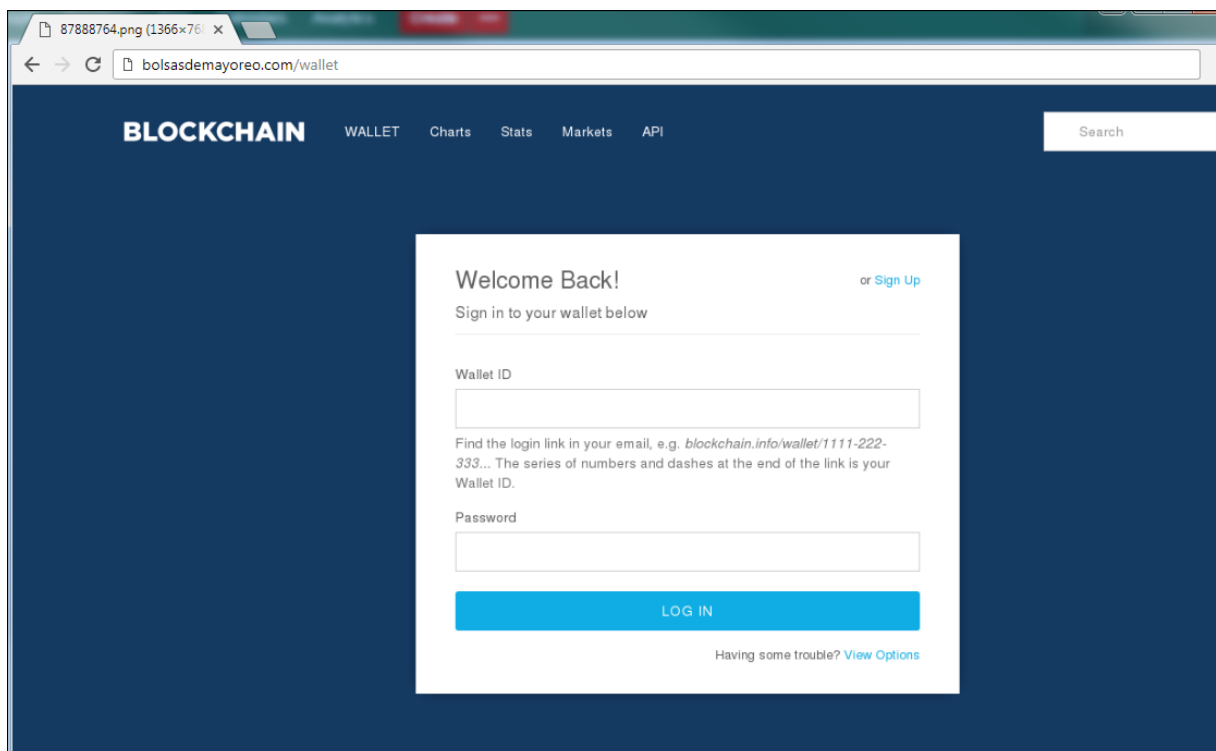 87888764.png (1366×76
bolsasdemayoreo.com/wallet
BLOCKCHAIN WALLET Charts Stats Markets API Search
Welcome Back! or Sign Up
Sign in to your wallet below
Wallet ID
Find the login link in your email, e.g. blockchain.info/wallet/1111-222-
333... The series of numbers and dashes at the end of the link is your
Wallet ID.
Password
LOG IN
Having some trouble? View Options